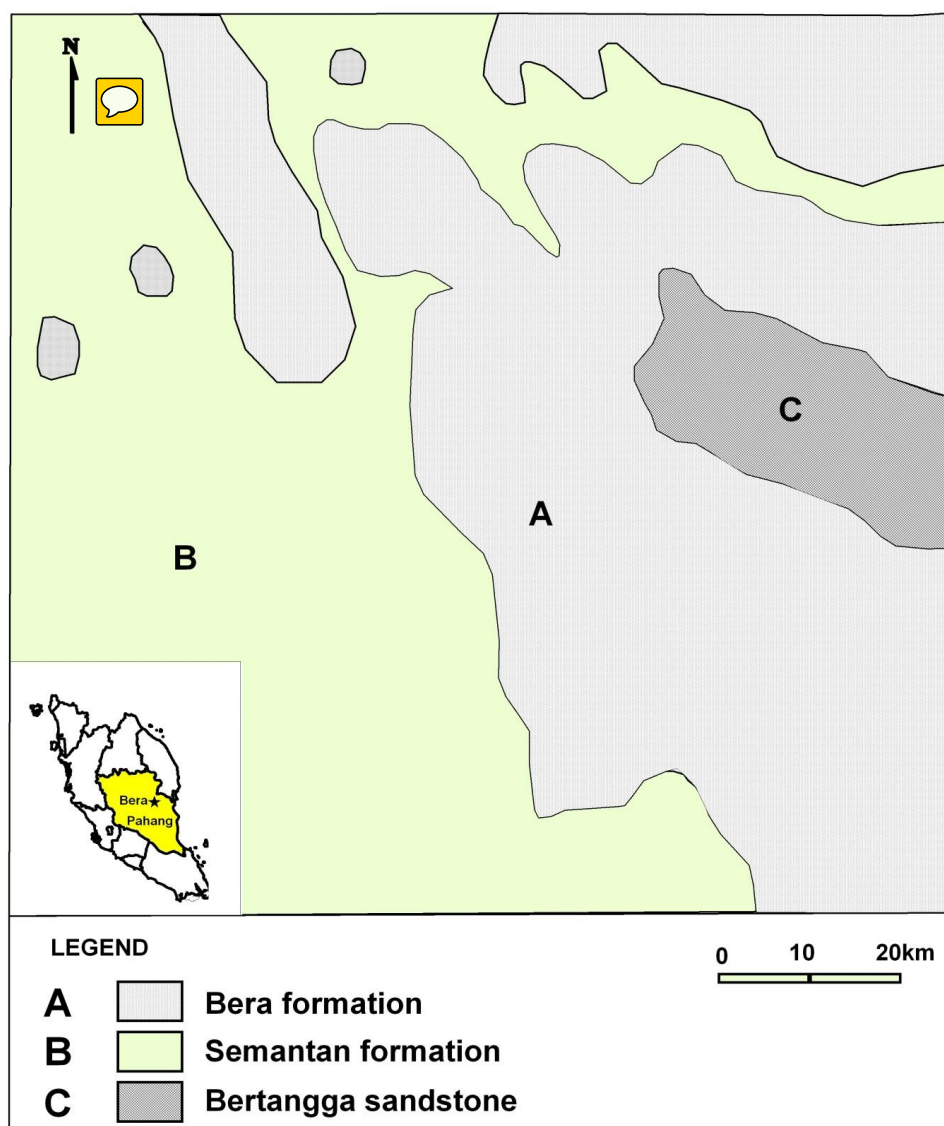 N
C
A
B
Bera
Pahang
LEGEND
0 10 20km
A Bera formation
B Semantan formation
C Bertangga sandstone